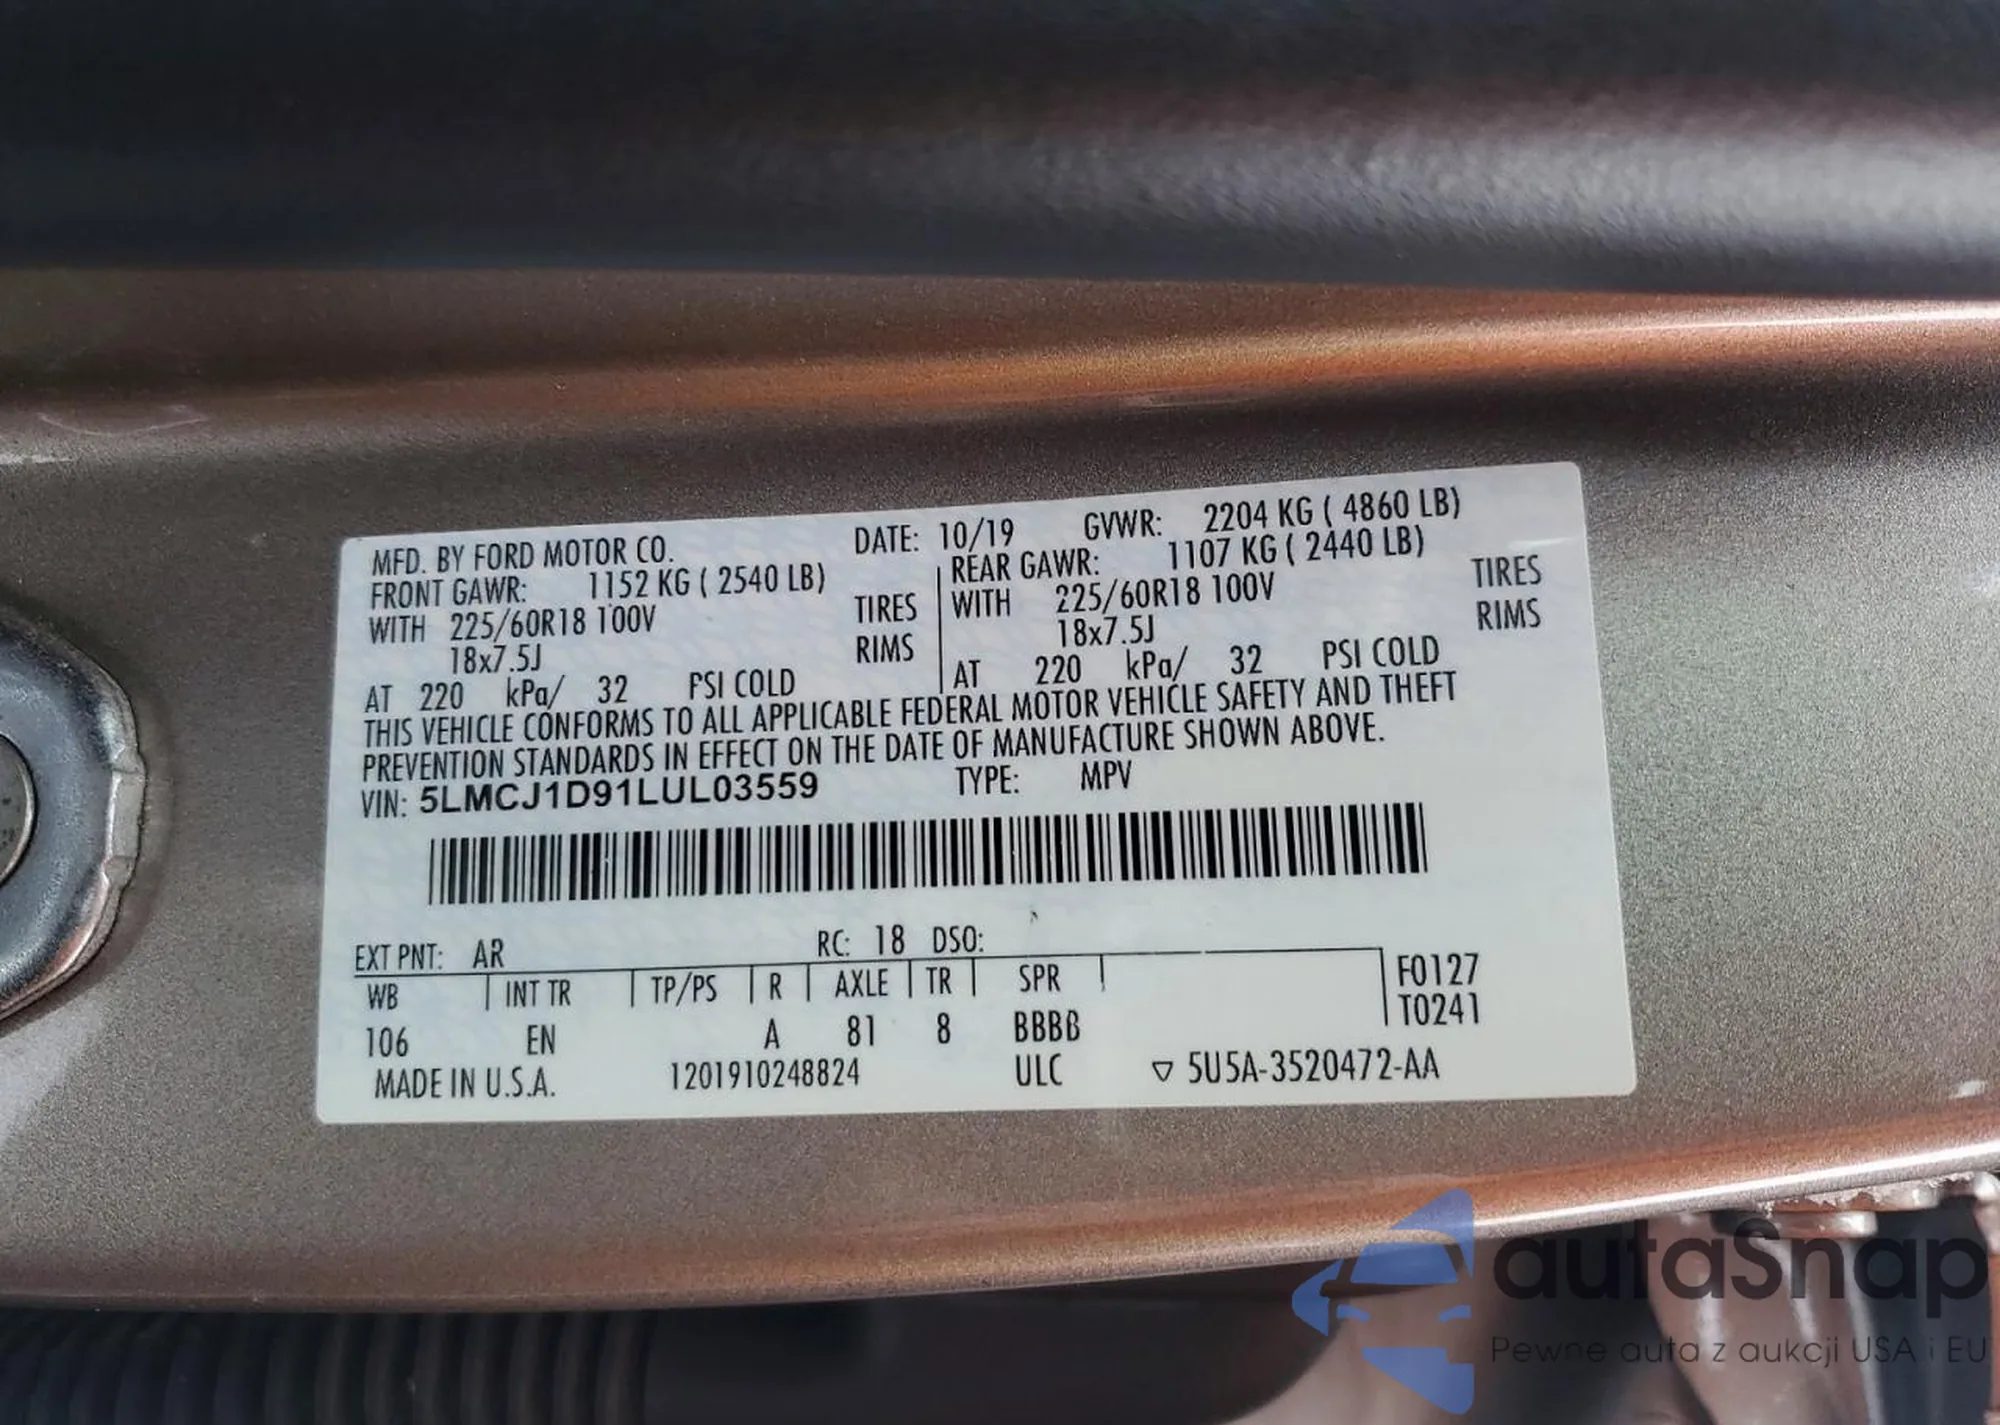 MFD. BY FORD MOTOR CO. DATE: 10/19 GVWR: 2204 KG ( 4860 LB)
FRONT GAWR: 1152 KG ( 2540 LB) REAR GAWR: 1107 KG ( 2440 LB)
WITH 225/60R18 100V TIRES WITH 225/60R18 100V TIRES
18x7.5J RIMS 18x7.5J RIMS
AT 220 kPa/ 32 PSI COLD AT 220 kPa/ 32 PSI COLD
THIS VEHICLE CONFORMS TO ALL APPLICABLE FEDERAL MOTOR VEHICLE SAFETY AND THEFT
PREVENTION STANDARDS IN EFFECT ON THE DATE OF MANUFACTURE SHOWN ABOVE.
VIN: 5LMCJ1D91LUL03559 TYPE: MPV
EXT PNT: AR RC: 18 DSO:
WB INT TR TP/PS R AXLE TR SPR F0127
T0241
106 EN A 81 8 BBBB
MADE IN U.S.A. 1201910248824 ULC ▽ 5U5A-3520472-AA
autaSnap
Pewne auta z aukcji USA i EU